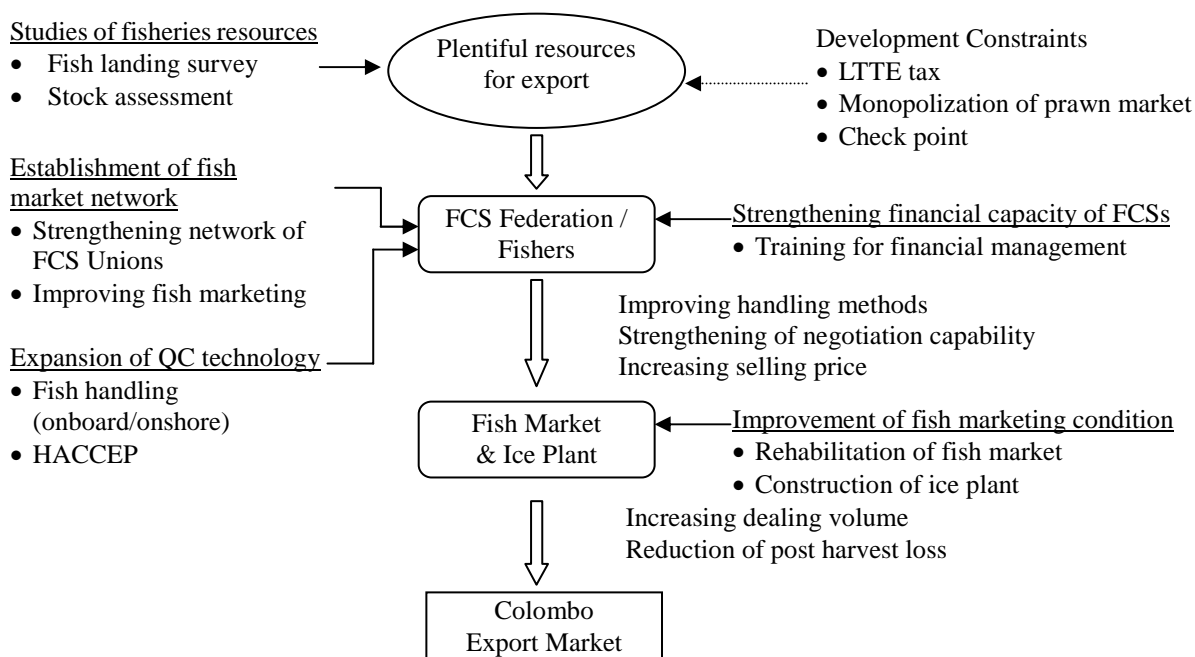 Studies of fisheries resources
• Fish landing survey
• Stock assessment
Plentiful resources
for export
Development Constraints
• LTTE tax
• Monopolization of prawn market
• Check point
Establishment of fish
market network
• Strengthening network of
FCS Unions
• Improving fish marketing
FCS Federation /
Fishers
Strengthening financial capacity of FCSs
• Training for financial management
Improving handling methods
Strengthening of negotiation capability
Increasing selling price
Expansion of QC technology
• Fish handling
(onboard/onshore)
• HACCEP
Fish Market
& Ice Plant
Improvement of fish marketing condition
• Rehabilitation of fish market
• Construction of ice plant
Increasing dealing volume
Reduction of post harvest loss
Colombo
Export Market